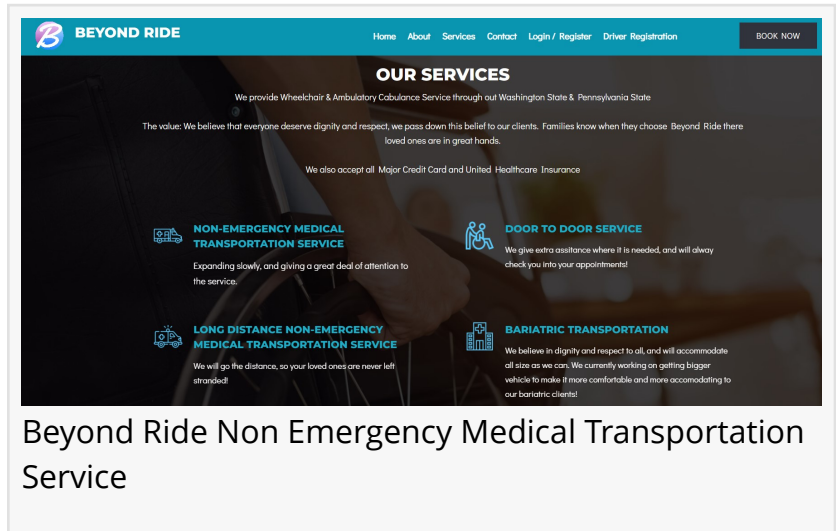 BEYOND RIDE
Home About Services Contact Login / Register Driver Registration
BOOK NOW
OUR SERVICES
We provide Wheelchair & Ambulatory Cabulance Service through out Washington State & Pennsylvania State
The value: We believe that everyone deserve dignity and respect, we pass down this belief to our clients. Families know when they choose Beyond Ride there
loved ones are in great hands.
We also accept all Major Credit Card and United Healthcare Insurance
NON-EMERGENCY MEDICAL
TRANSPORTATION SERVICE
Expanding slowly, and giving a great deal of attention to
the service.
DOOR TO DOOR SERVICE
We give extra assitance where it is needed, and will alway
check you into your appointments!
LONG DISTANCE NON-EMERGENCY
MEDICAL TRANSPORTATION SERVICE
We will go the distance, so your loved ones are never left
stranded!
BARIATRIC TRANSPORTATION
We believe in dignity and respect to all, and will accommodate
all size as we can. We currently working on getting bigger
vehicle to make it more comfortable and more accomodating to
our bariatric clients!
Beyond Ride Non Emergency Medical Transportation
Service